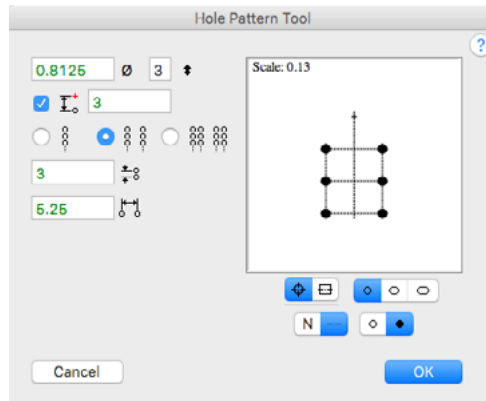 Hole Pattern Tool
?
0.8125 Ø 3
3
3
5.25
Scale: 0.13
N
Cancel
OK